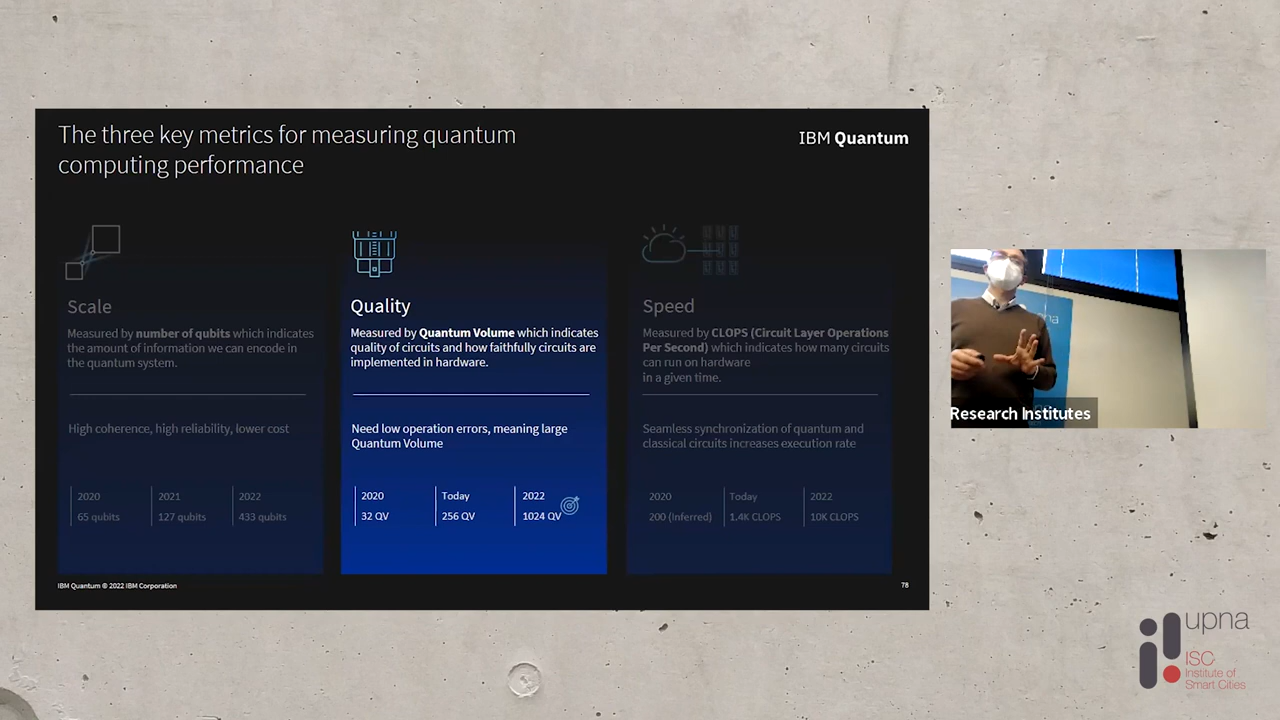 The three key metrics for measuring quantum
computing performance
IBM Quantum
Scale
Measured by number of qubits which indicates
the amount of information we can encode in
the quantum system.
High coherence, high reliability, lower cost
2020
65 qubits
2021
127 qubits
2022
433 qubits
Quality
Measured by Quantum Volume which indicates
quality of circuits and how faithfully circuits are
implemented in hardware.
Need low operation errors, meaning large
Quantum Volume
2020
32 QV
Today
256 QV
2022
1024 QV
Speed
Measured by CLOPS (Circuit Layer Operations
Per Second) which indicates how many circuits
can run on hardware
in a given time.
Seamless synchronization of quantum and
classical circuits increases execution rate
2020
200 (Inferred)
Today
1.4K CLOPS
2022
10K CLOPS
IBM Quantum © 2022 IBM Corporation
78
Research Institutes
upna
ISC
Institute of
Smart Cities